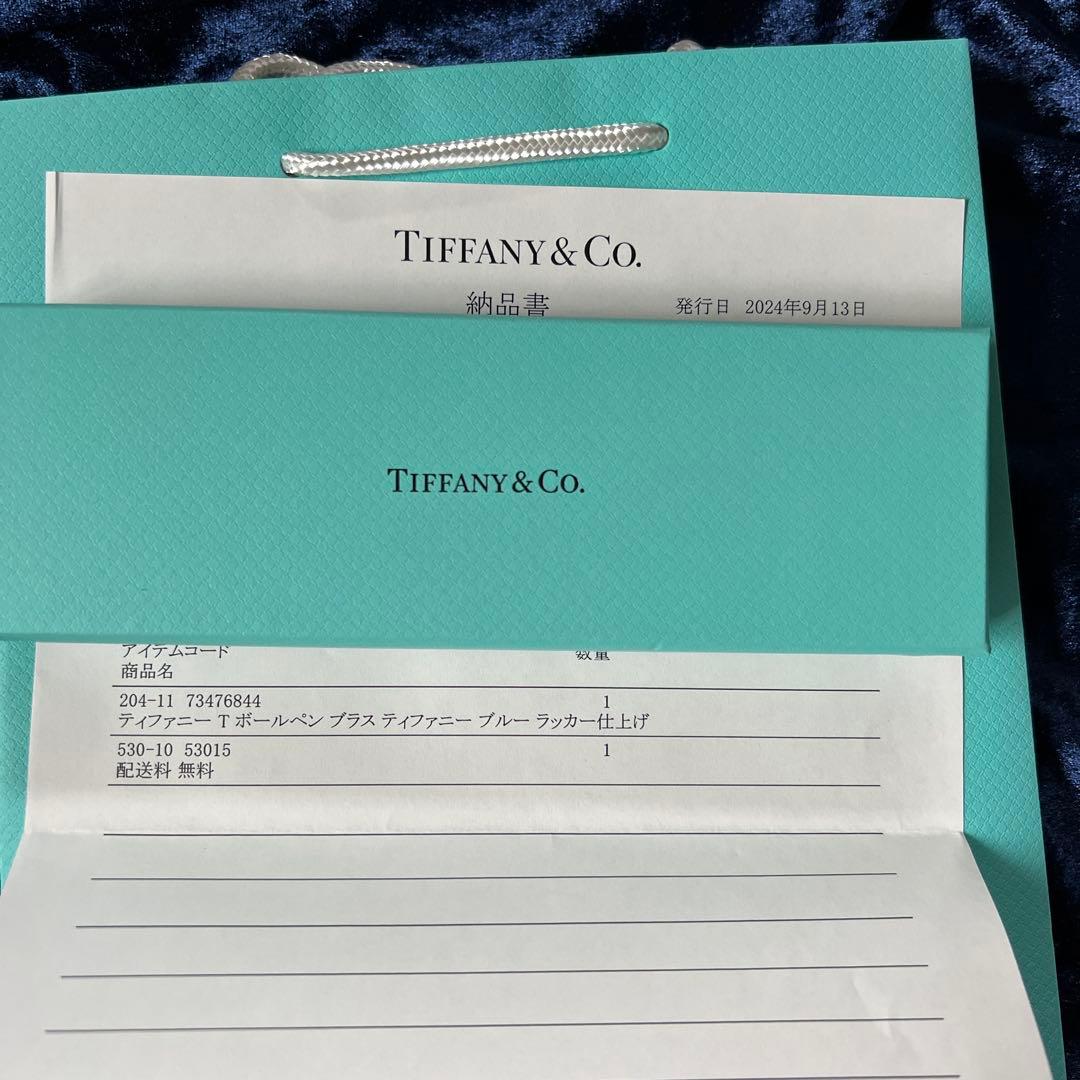 TIFFANY & CO.
納品書 発行日 2024年9月13日
TIFFANY & CO.
アイテムコード 数量
商品名
204-11 73476844 1
ティファニー T ボールペン ブラス ティファニー ブルー ラッカー仕上げ
530-10 53015 1
配送料 無料